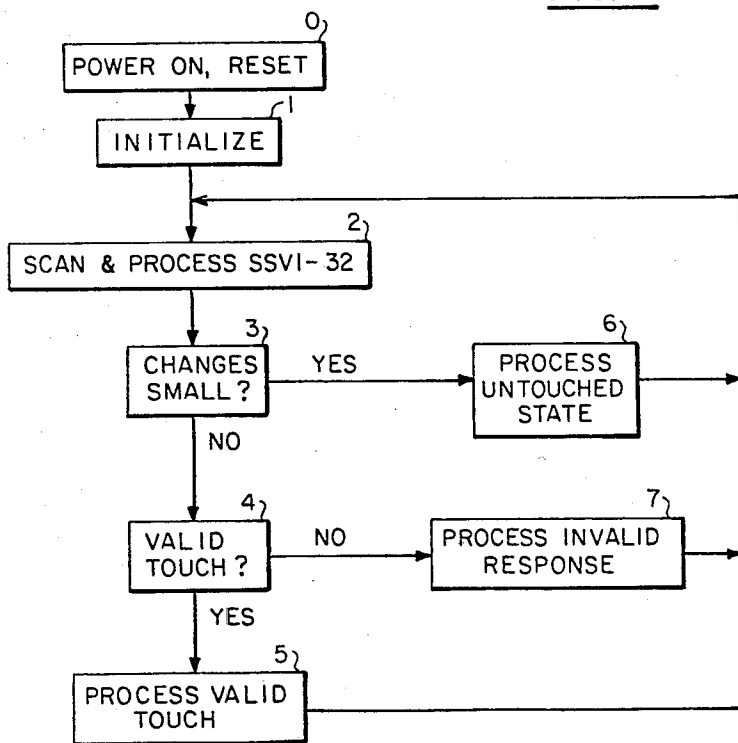 0
POWER ON, RESET
1
INITIALIZE
2
SCAN & PROCESS SSV1-32
3
CHANGES
SMALL?
YES
6
PROCESS
UNTOUCHED
STATE
NO
4
VALID
TOUCH?
NO
7
PROCESS INVALID
RESPONSE
YES
5
PROCESS VALID
TOUCH